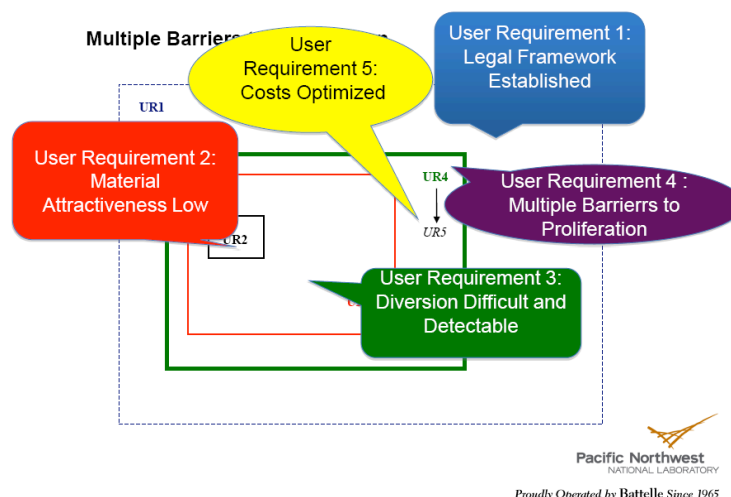 Multiple Barriers
User
Requirement 5:
Costs Optimized
User Requirement 1:
Legal Framework
Established
UR1
User Requirement 2:
Material
Attractiveness Low
UR4
User Requirement 4 :
Multiple Barrierrs to
Proliferation
UR5
UR2
User Requirement 3:
Diversion Difficult and
Detectable
Pacific Northwest
NATIONAL LABORATORY
Proudly Operated by Battelle Since 1965